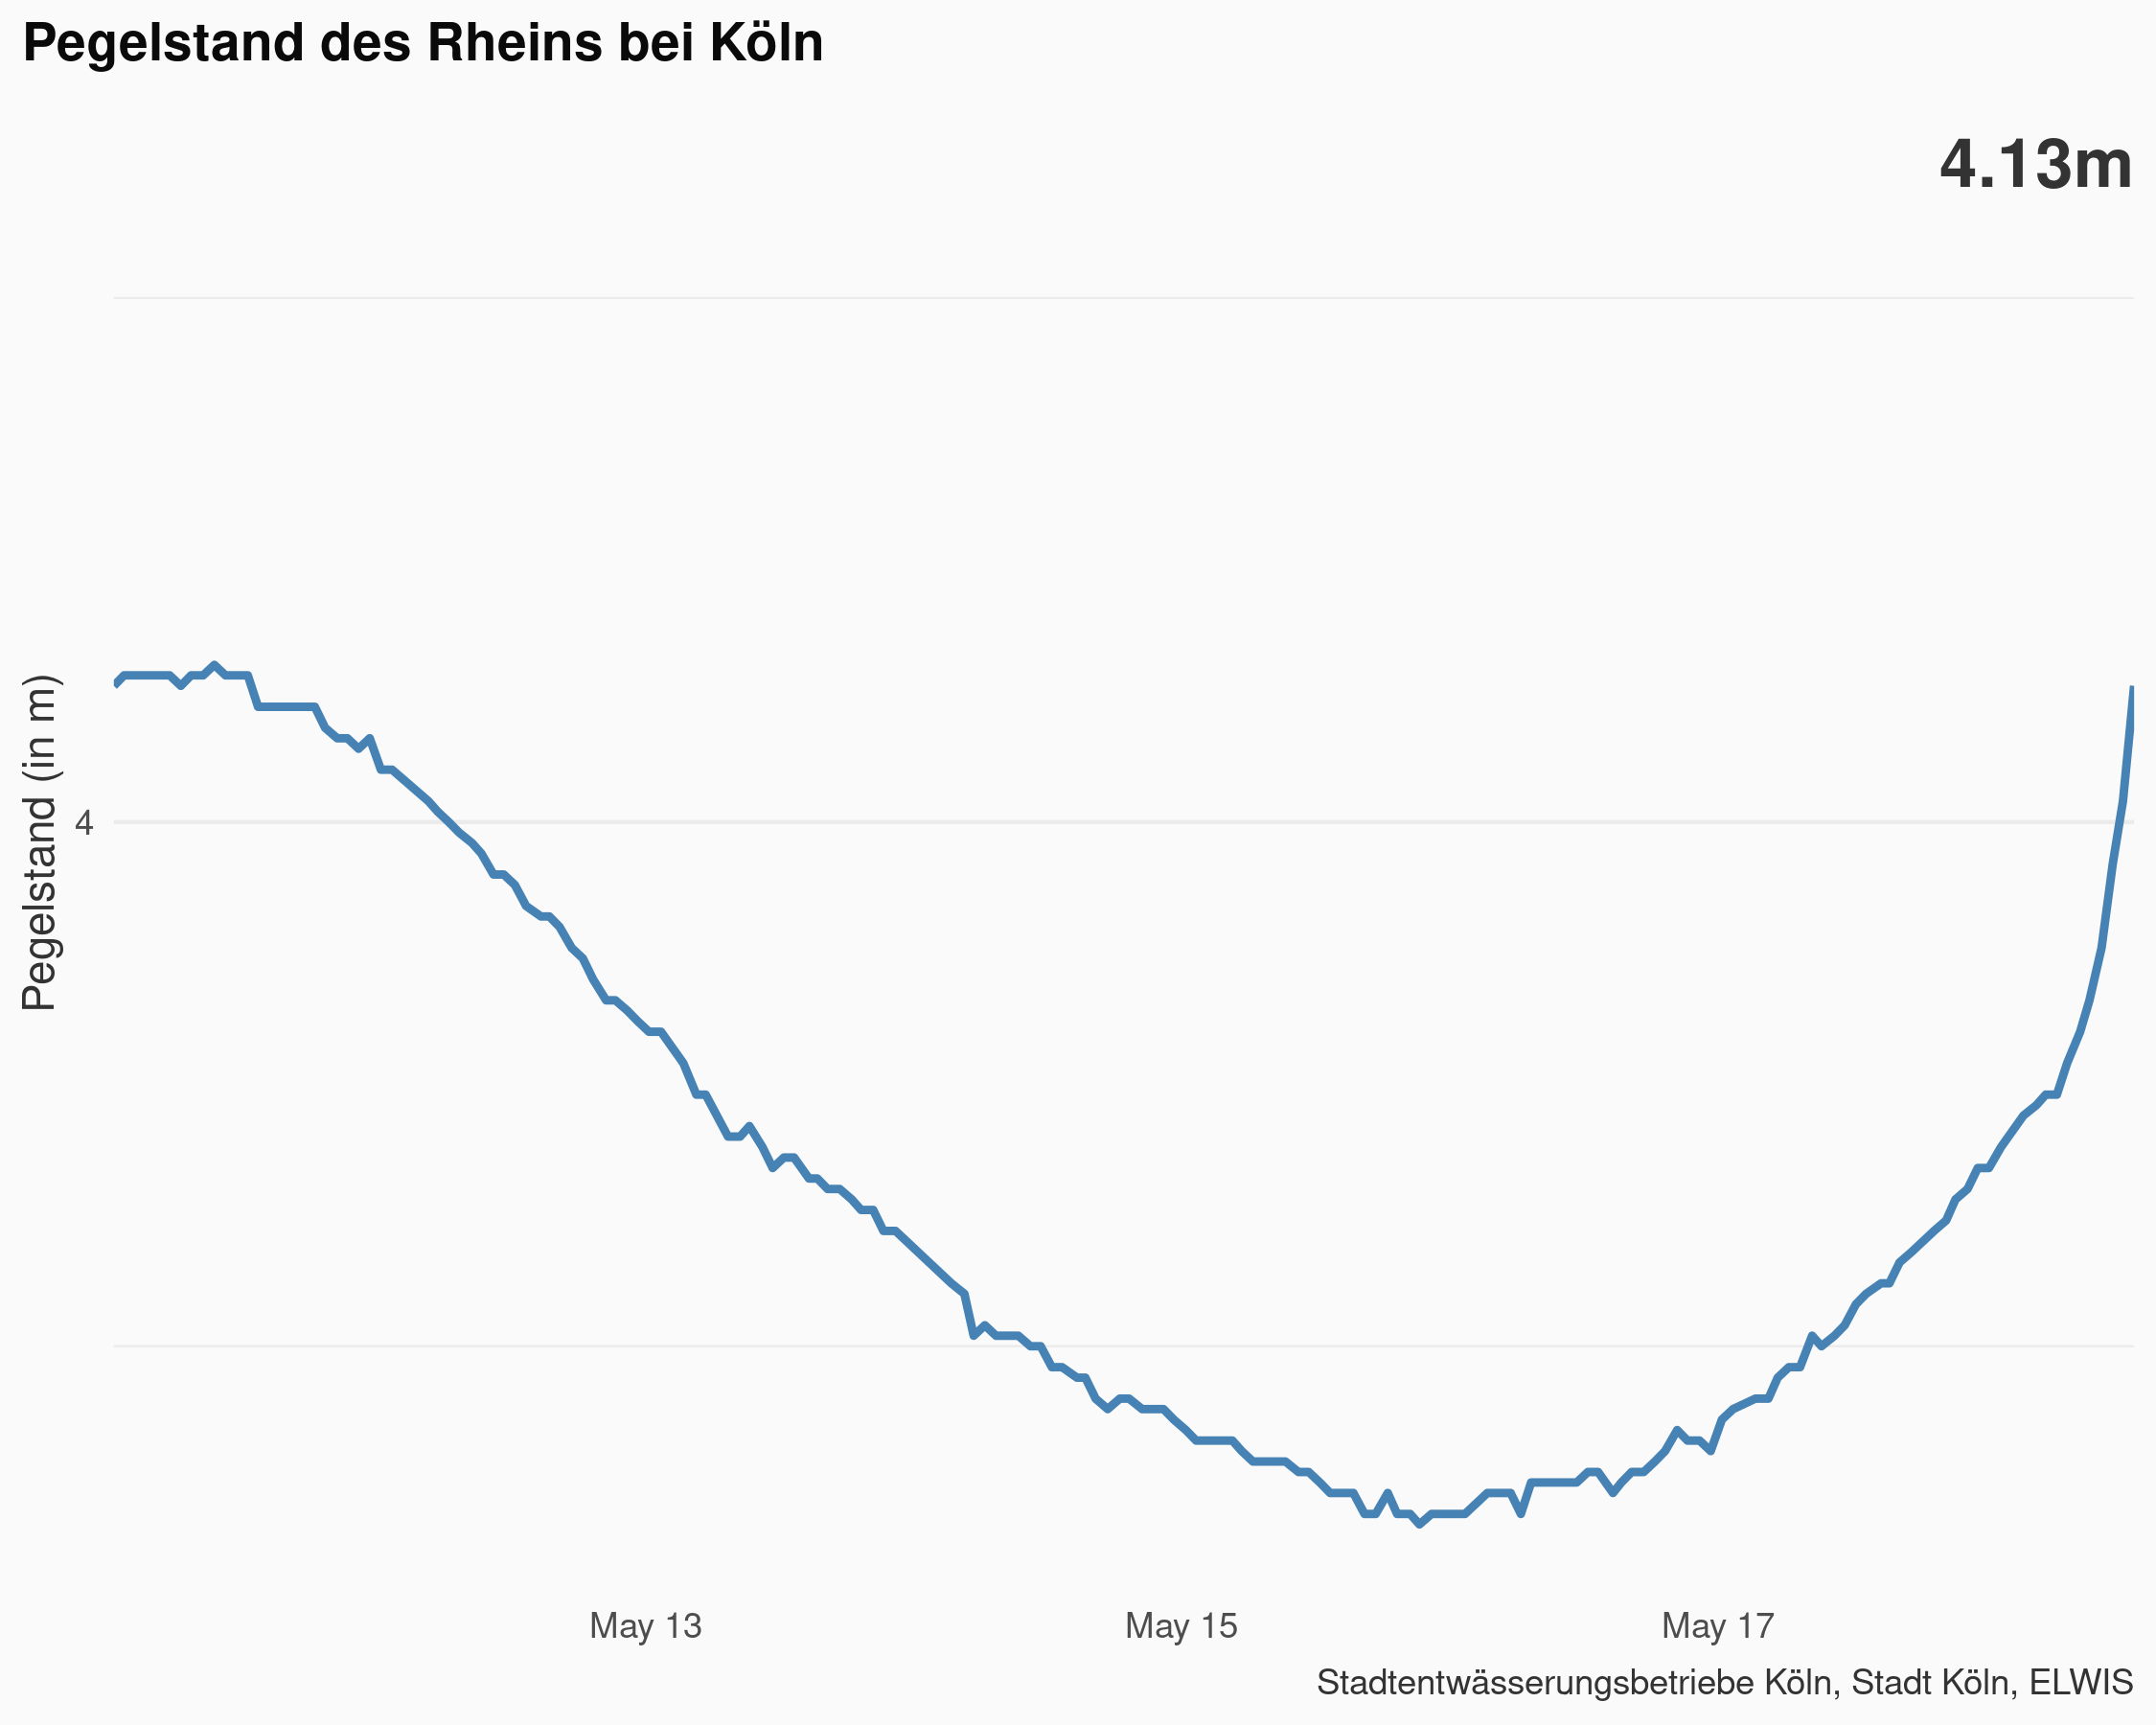 Pegelstand des Rheins bei Köln
4.13m
Pegelstand (in m)
4
May 13
May 15
May 17
Stadtentwässerungsbetriebe Köln, Stadt Köln, ELWIS